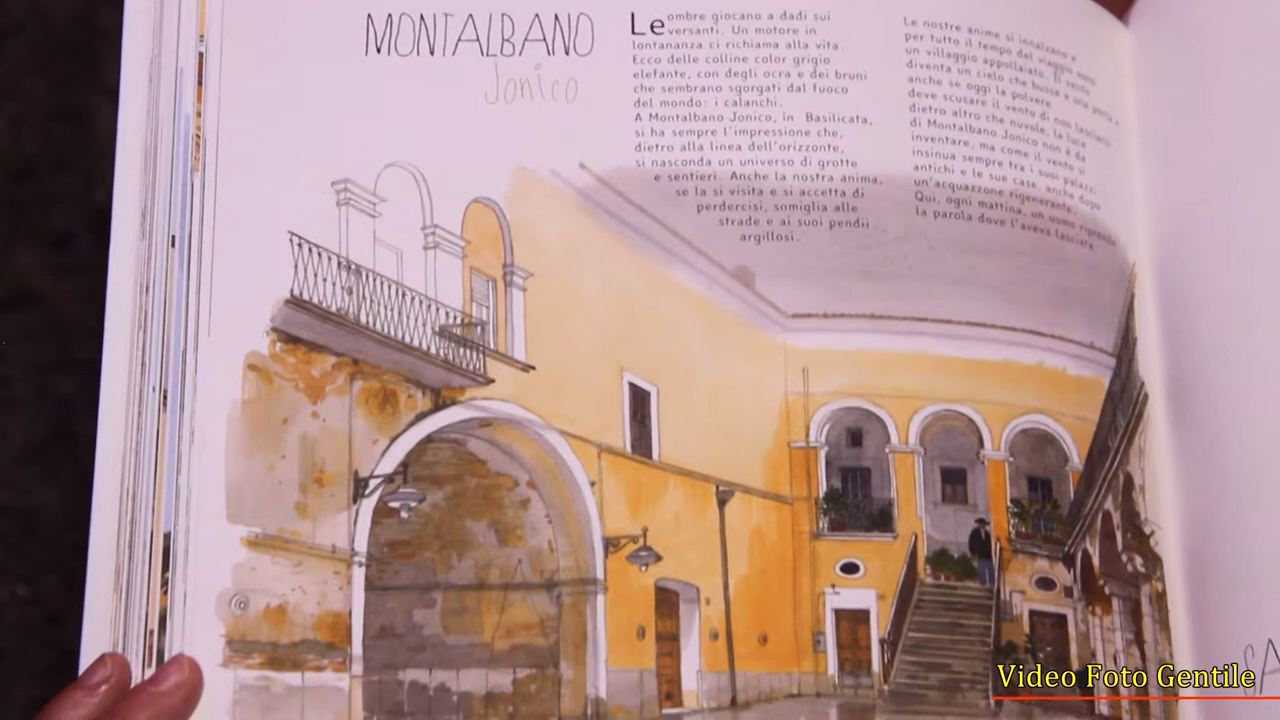 MONTALBANO
Jonico
Le ombre giocano a dadi sui
versanti. Un motore in
lontananza ci richiama alla vita.
Ecco delle colline color grigio
elefante, con degli ocra e dei bruni
che sembrano sgorgati dal fuoco
del mondo: i calanchi.
A Montalbano Jonico, in Basilicata,
si ha sempre l'impressione che,
dietro alla linea dell'orizzonte,
si nasconda un universo di grotte
e sentieri. Anche la nostra anima,
se la si visita e si accetta di
perdercisi, somiglia alle
strade e ai suoi pendii
argillosi.
Le nostre anime si innalzano e
per tutto il tempo del viaggio sono
un villaggio appollaiato. Il vento
diventa un cielo che bussa a una porta e
anche se oggi la polvere
deve scusare il vento di non lasciarsi
dietro altro che nuvole, la luce
di Montalbano Jonico non è da
inventare, ma come il vento si
insinua sempre tra i suoi palazzi
antichi e le sue case, anche dopo
un'acquazzone rigenerante.
Qui, ogni mattina, un uomo riprende
la parola dove l'aveva lasciata
Video Foto Gentile